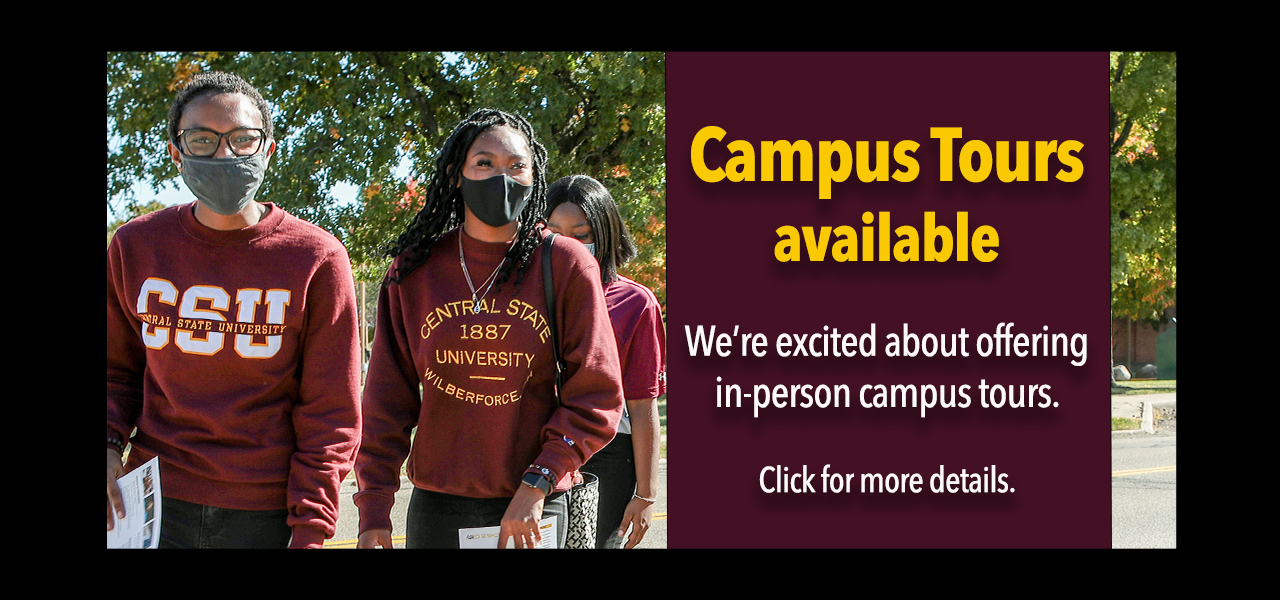 CSU
CENTRAL STATE UNIVERSITY
CENTRAL STATE
1887
UNIVERSITY
WILBERFORCE,
Campus Tours
available
We're excited about offering
in-person campus tours.
Click for more details.